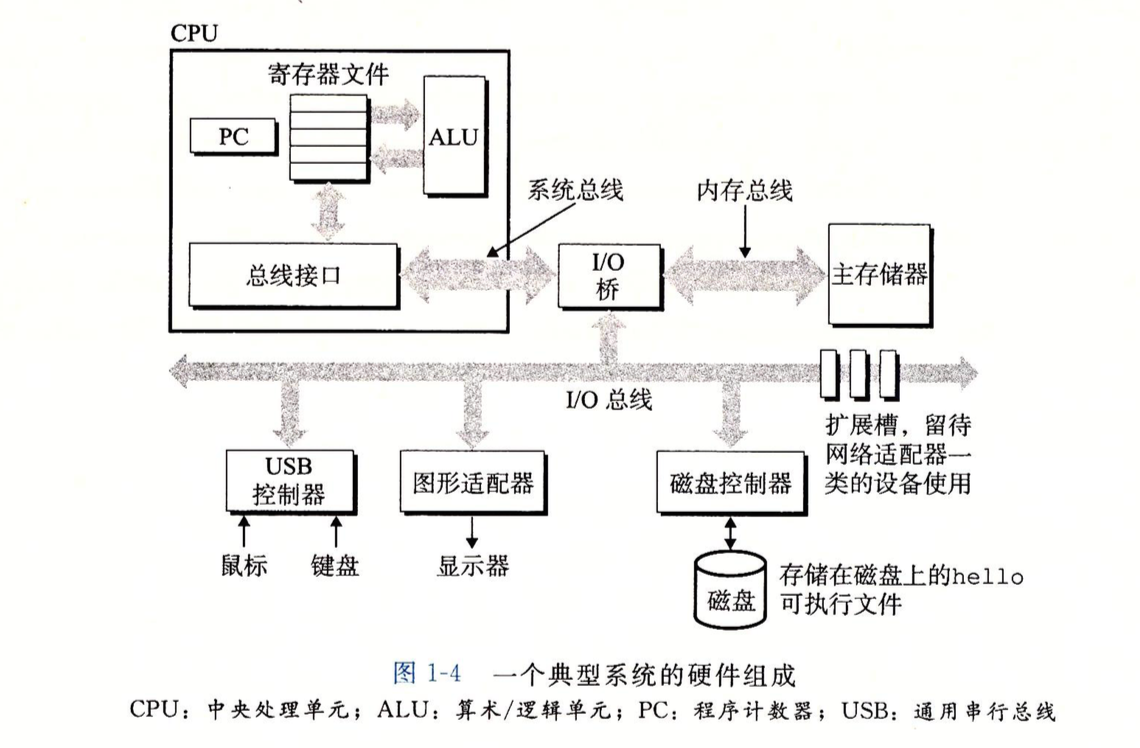 CPU
寄存器文件
PC
ALU
系统总线
内存总线
总线接口
I/O
桥
主存储器
I/O 总线
扩展槽，留待
网络适配器一
类的设备使用
USB
控制器
图形适配器
磁盘控制器
鼠标
键盘
显示器
磁盘
存储在磁盘上的hello
可执行文件
图 1-4 一个典型系统的硬件组成
CPU：中央处理单元；ALU：算术/逻辑单元；PC：程序计数器；USB：通用串行总线